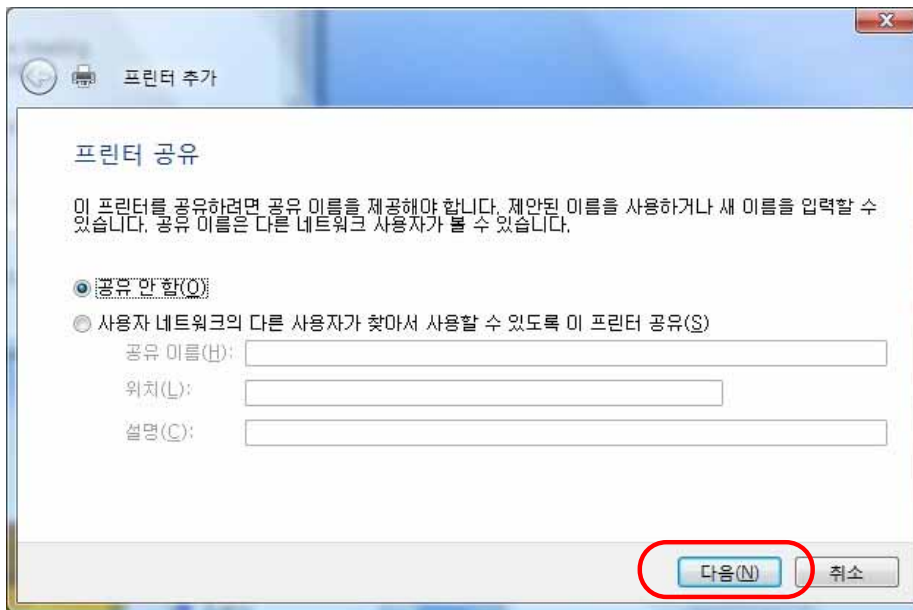 프린터 추가
프린터 공유
이 프린터를 공유하려면 공유 이름을 제공해야 합니다. 제안된 이름을 사용하거나 새 이름을 입력할 수
있습니다. 공유 이름은 다른 네트워크 사용자가 볼 수 있습니다.
공유 안 함(O)
사용자 네트워크의 다른 사용자가 찾아서 사용할 수 있도록 이 프린터 공유(S)
공유 이름(H):
위치(L):
설명(C):
다음(N) 취소